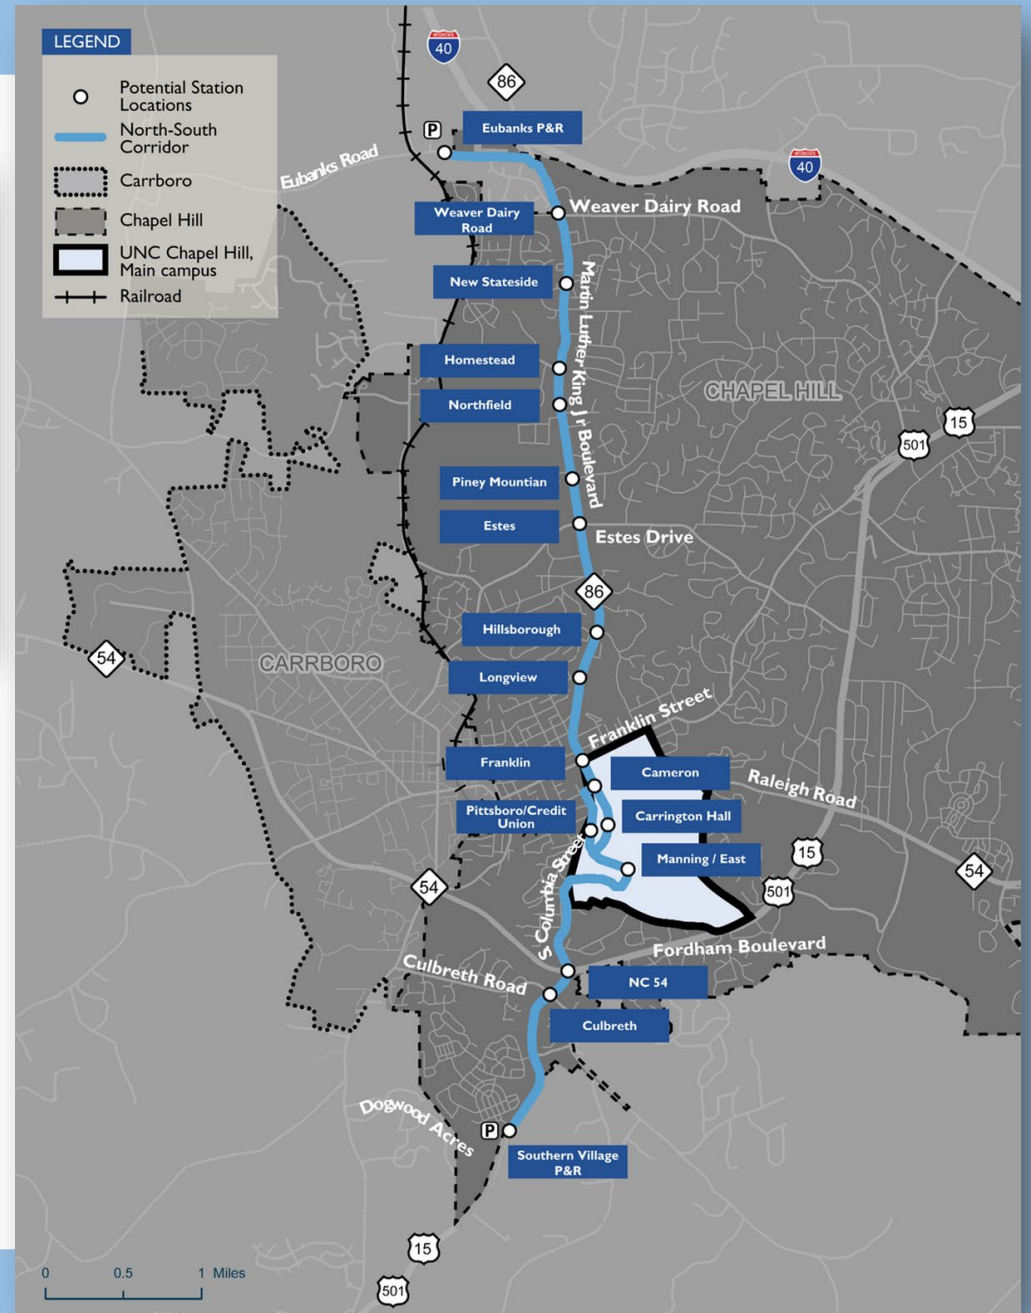 LEGEND
Potential Station
Locations
North-South
Corridor
Carrboro
Chapel Hill
UNC Chapel Hill,
Main campus
Railroad
INTERSTATE
40
86
P
Eubanks P&R
Eubanks Road
INTERSTATE
40
Weaver Dairy
Road
Weaver Dairy Road
New Stateside
Martin Luther King Jr Boulevard
Homestead
CHAPEL HILL
Northfield
15
501
Piney Mountian
Estes
Estes Drive
86
Hillsborough
54
CARRBORO
Longview
Franklin Street
Franklin
Cameron
Raleigh Road
Pittsboro/Credit
Union
Carrington Hall
S Columbia Street
Manning / East
15
54
54
501
Fordham Boulevard
Culbreth Road
NC 54
Culbreth
Dogwood Acres
P
Southern Village
P&R
15
501
0 0.5 1 Miles